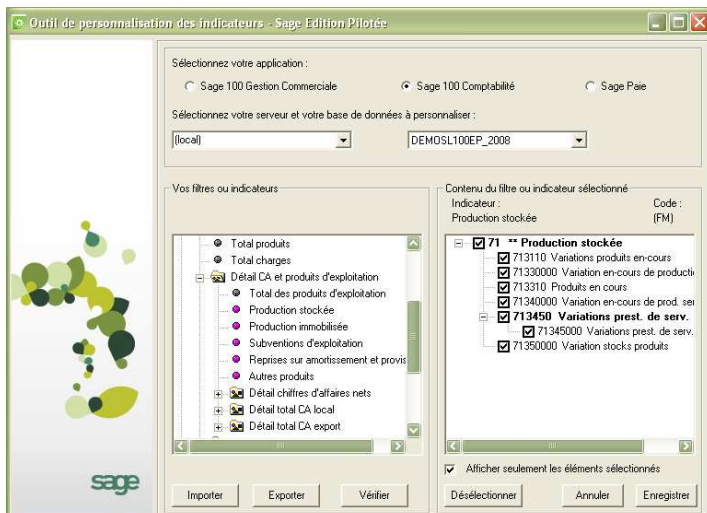 Outil de personnalisation des indicateurs - Sage Edition Pilotée
Sélectionnez votre application :
Sage 100 Gestion Commerciale
Sage 100 Comptabilité
Sage Paie
Sélectionnez votre serveur et votre base de données à personnaliser :
(local)
DEMOSL100EP_2008
Vos filtres ou indicateurs
Total produits
Total charges
Détail CA et produits d'exploitation
Total des produits d'exploitation
Production stockée
Production immobilisée
Subventions d'exploitation
Reprises sur amortissement et provis
Autres produits
Détail chiffres d'affaires nets
Détail total CA local
Détail total CA export
Importer
Exporter
Vérifier
Contenu du filtre ou indicateur sélectionné
Indicateur : Code :
Production stockée (FM)
71 ** Production stockée
713110 Variations produits en-cours
71330000 Variation en-cours de producti
713310 Produits en cours
71340000 Variation en-cours de prod. ser
713450 Variations prest. de serv.
71345000 Variations prest. de serv.
71350000 Variation stocks produits
Afficher seulement les éléments sélectionnés
Désélectionner
Annuler
Enregistrer
sage